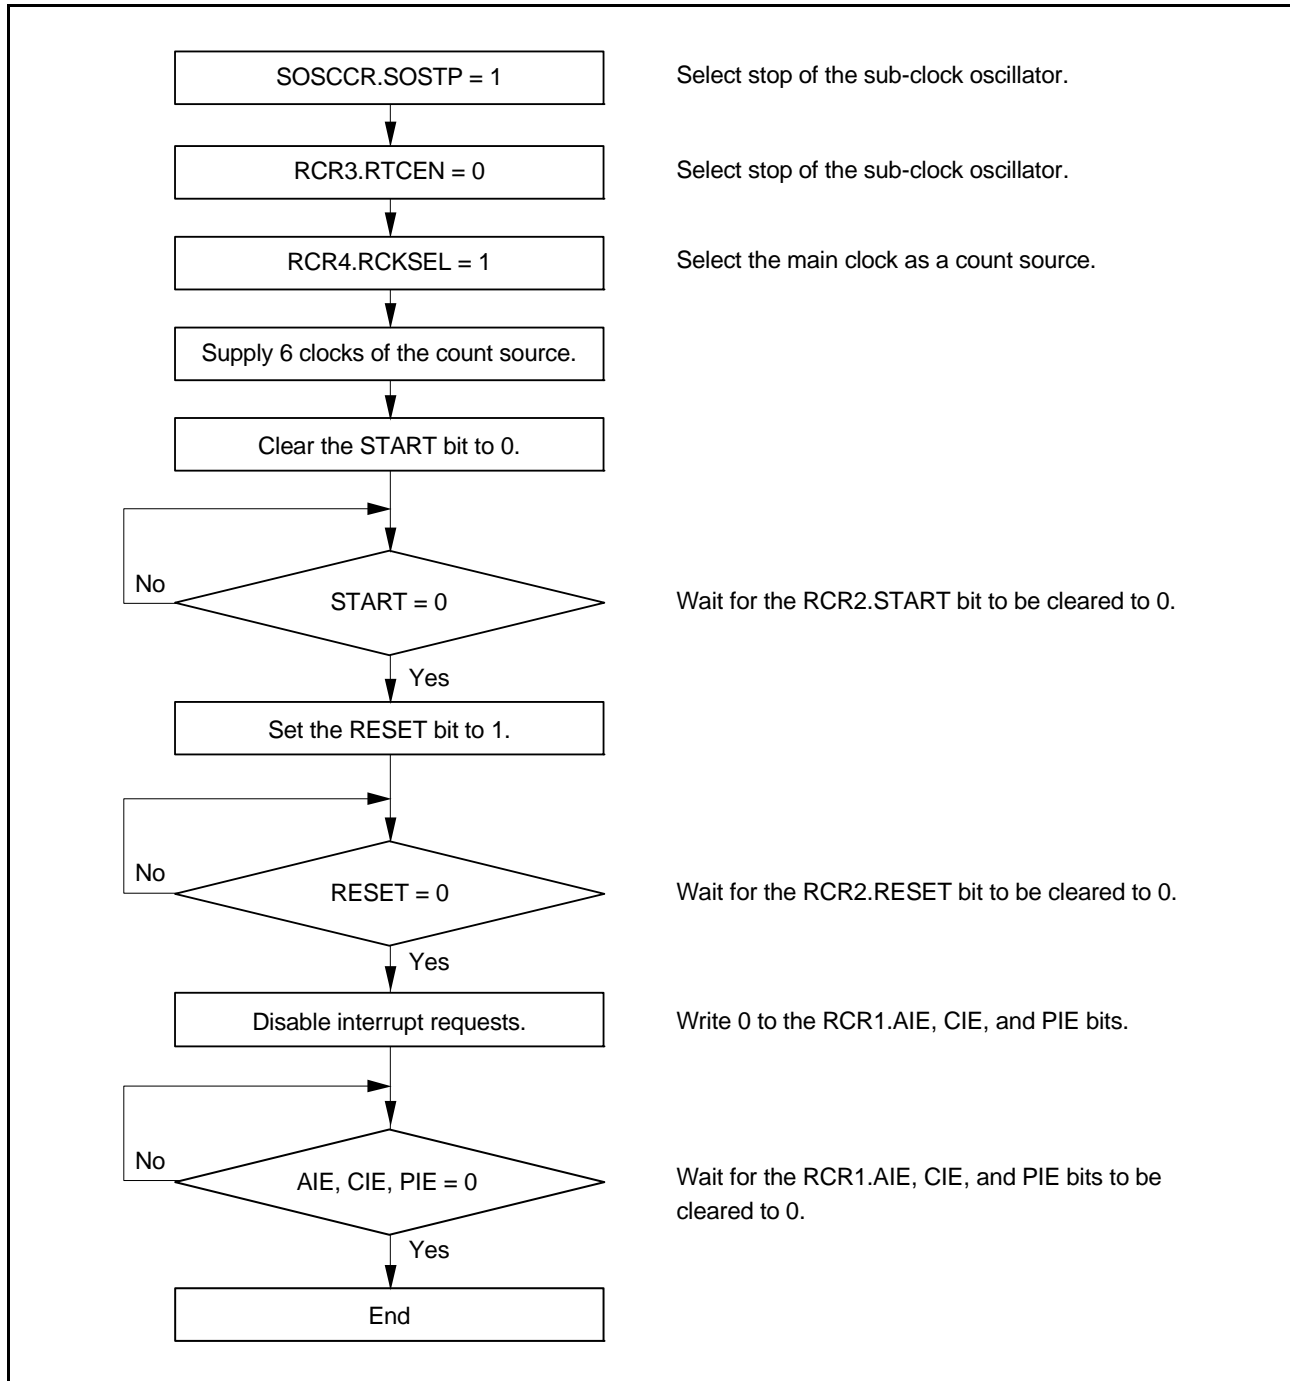 SOSCCR.SOSTP = 1
Select stop of the sub-clock oscillator.
RCR3.RTCEN = 0
Select stop of the sub-clock oscillator.
RCR4.RCKSEL = 1
Select the main clock as a count source.
Supply 6 clocks of the count source.
Clear the START bit to 0.
No
START = 0
Wait for the RCR2.START bit to be cleared to 0.
Yes
Set the RESET bit to 1.
No
RESET = 0
Wait for the RCR2.RESET bit to be cleared to 0.
Yes
Disable interrupt requests.
Write 0 to the RCR1.AIE, CIE, and PIE bits.
No
AIE, CIE, PIE = 0
Wait for the RCR1.AIE, CIE, and PIE bits to be
cleared to 0.
Yes
End